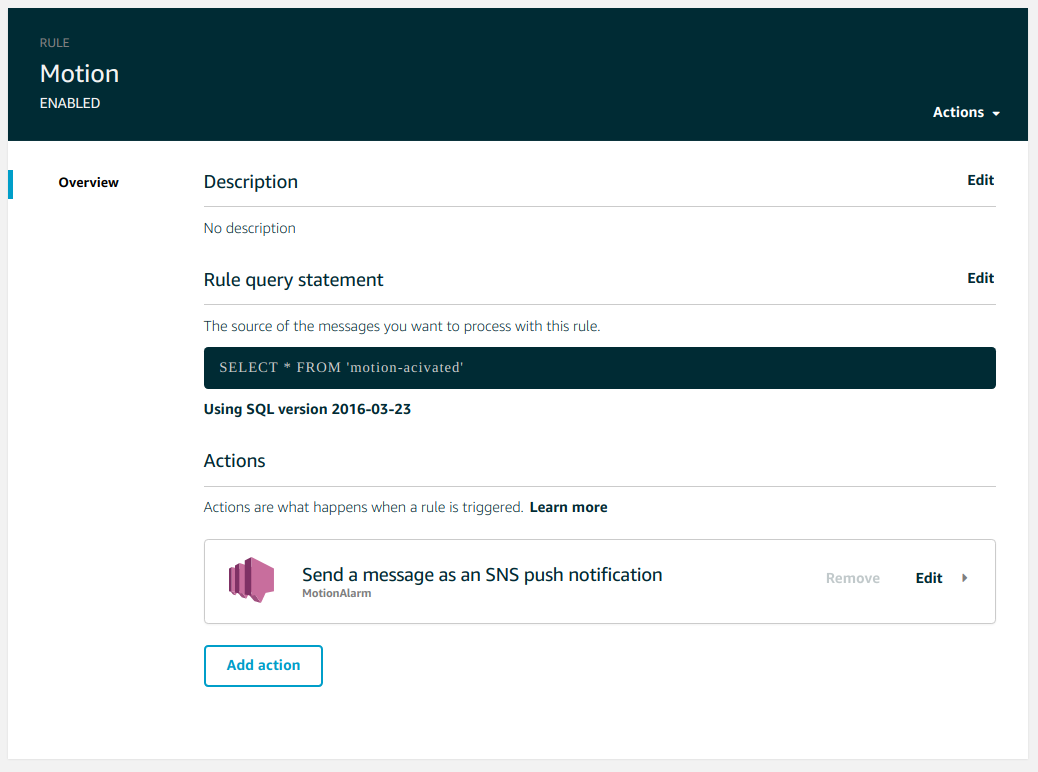 RULE
Motion
ENABLED
Actions
Overview
Description
Edit
No description
Rule query statement
Edit
The source of the messages you want to process with this rule.
SELECT * FROM 'motion-acivated'
Using SQL version 2016-03-23
Actions
Actions are what happens when a rule is triggered. Learn more
Send a message as an SNS push notification
MotionAlarm
Remove
Edit
Add action